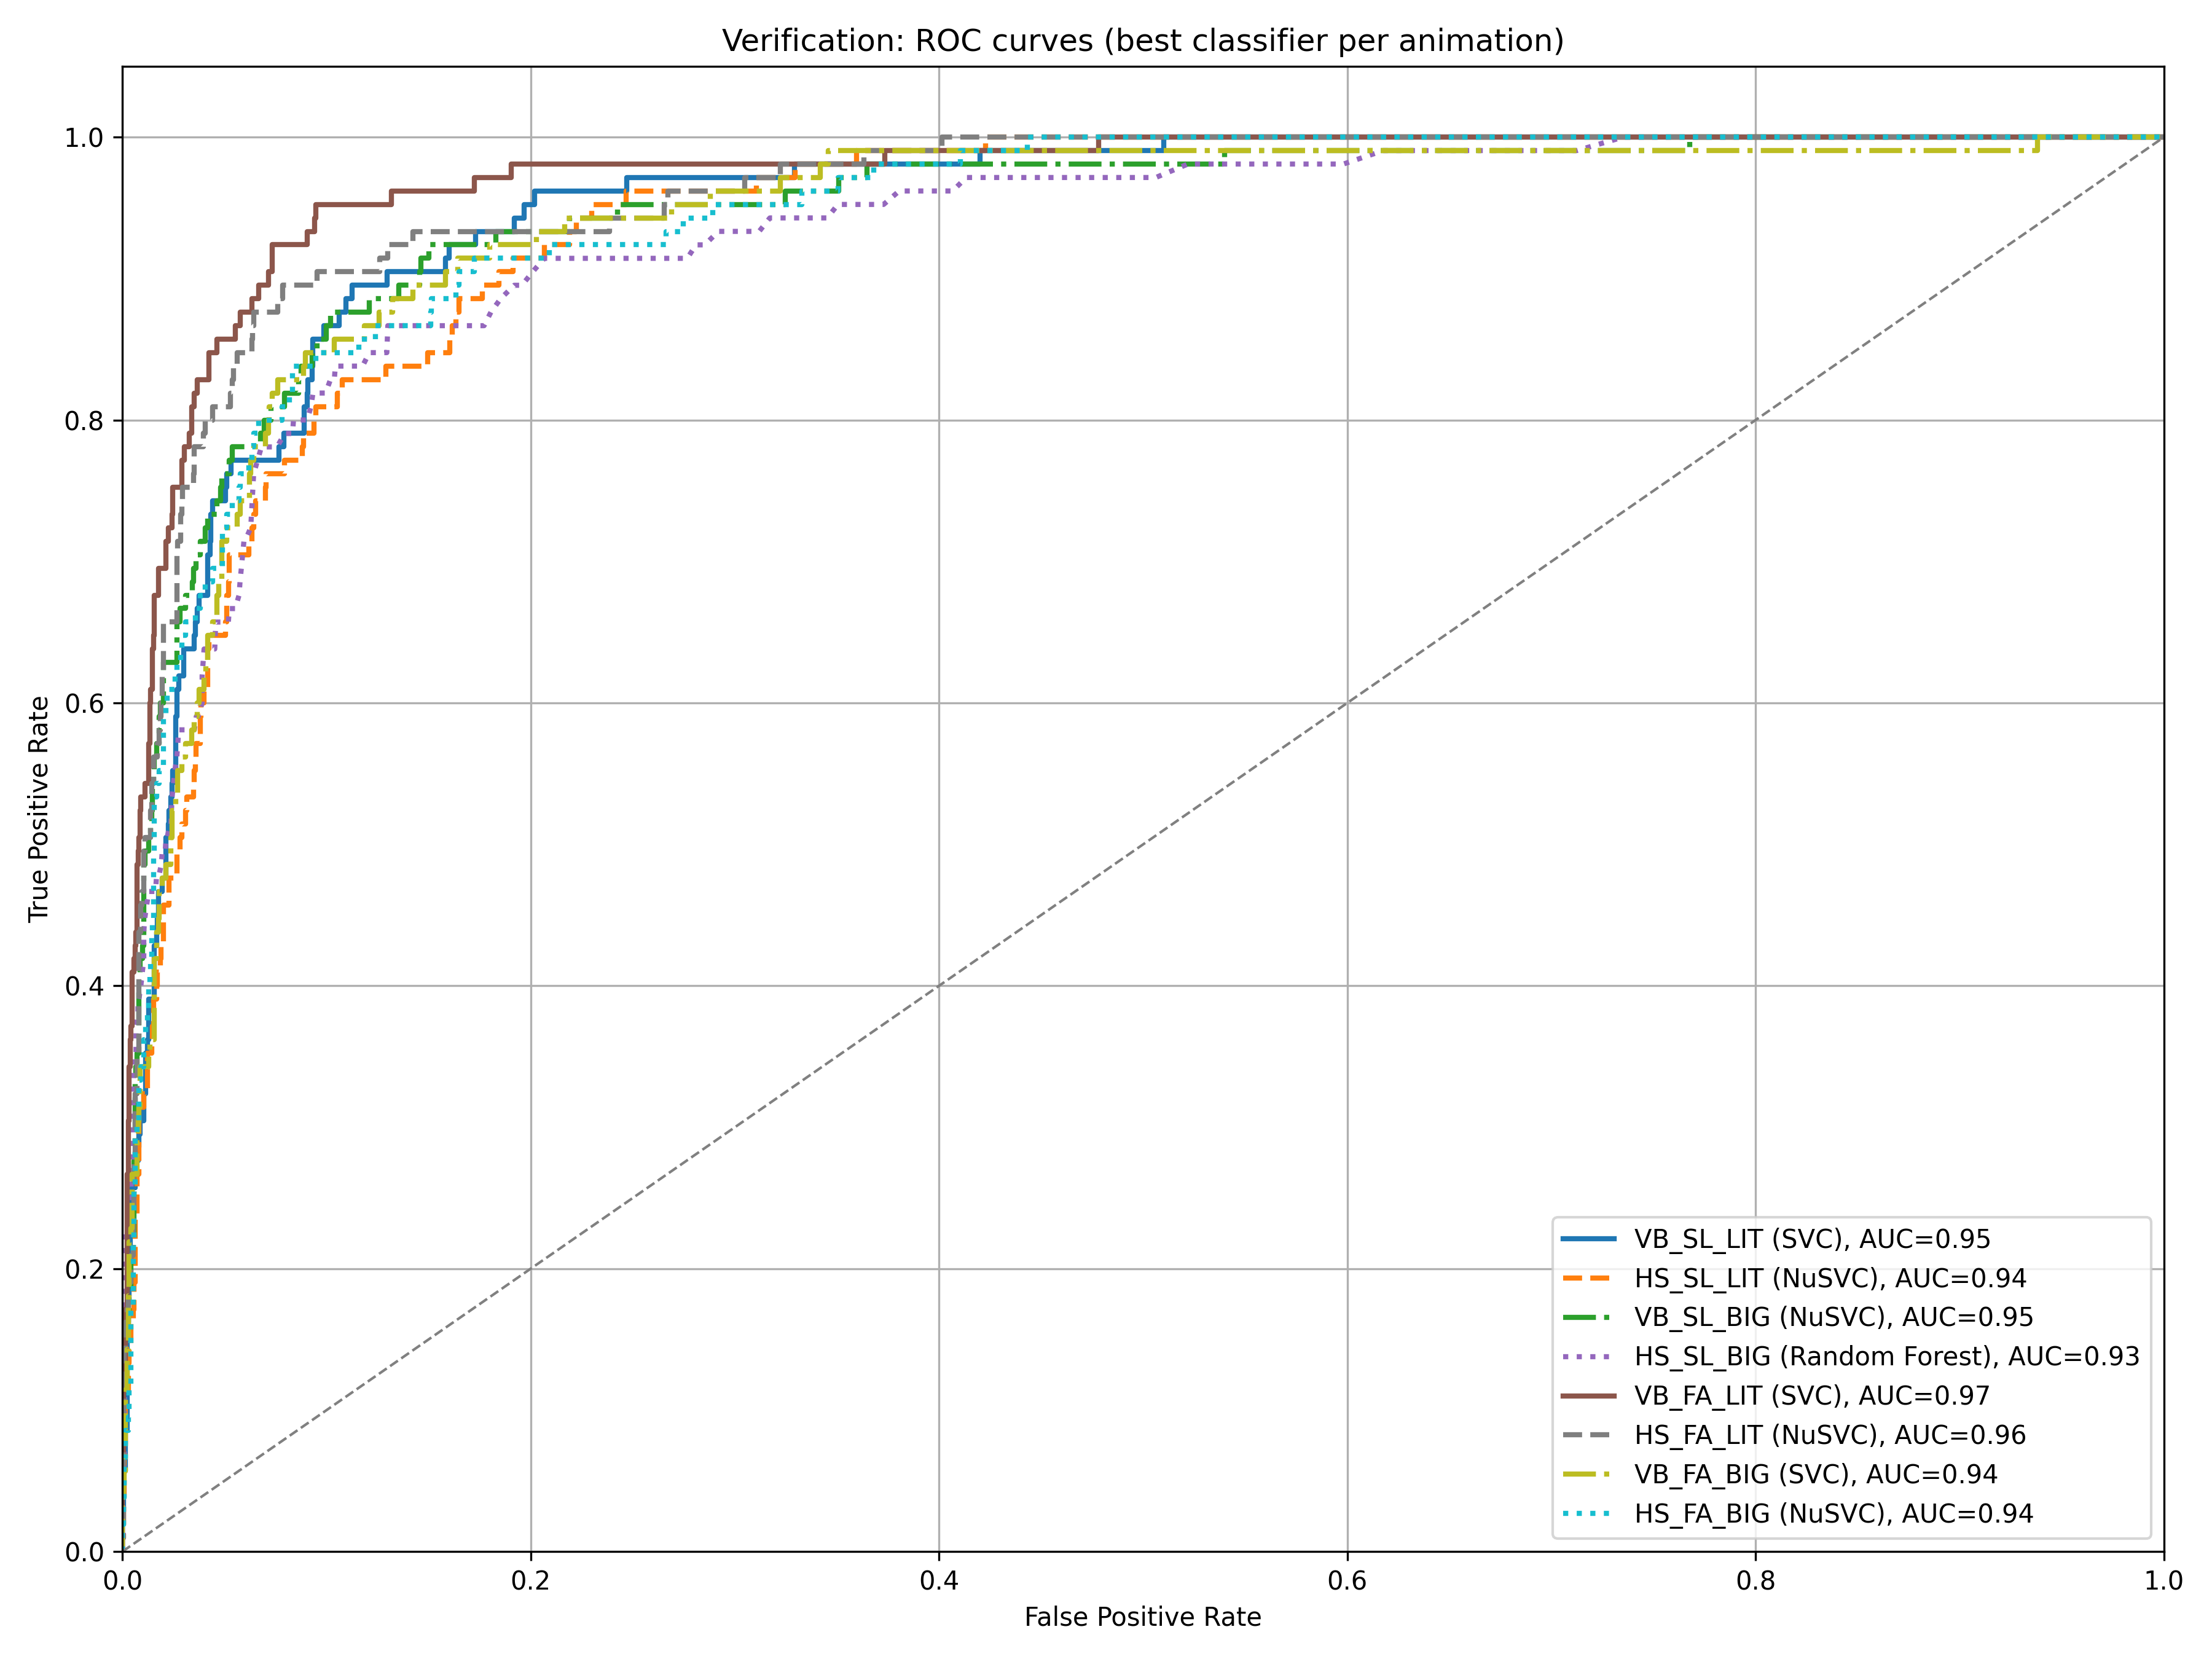 Verification: ROC curves (best classifier per animation)
1.0
0.8
0.6
0.4
0.2
0.0
True Positive Rate
0.0 0.2 0.4 0.6 0.8 1.0
False Positive Rate
VB_SL_LIT (SVC), AUC=0.95
HS_SL_LIT (NuSVC), AUC=0.94
VB_SL_BIG (NuSVC), AUC=0.95
HS_SL_BIG (Random Forest), AUC=0.93
VB_FA_LIT (SVC), AUC=0.97
HS_FA_LIT (NuSVC), AUC=0.96
VB_FA_BIG (SVC), AUC=0.94
HS_FA_BIG (NuSVC), AUC=0.94